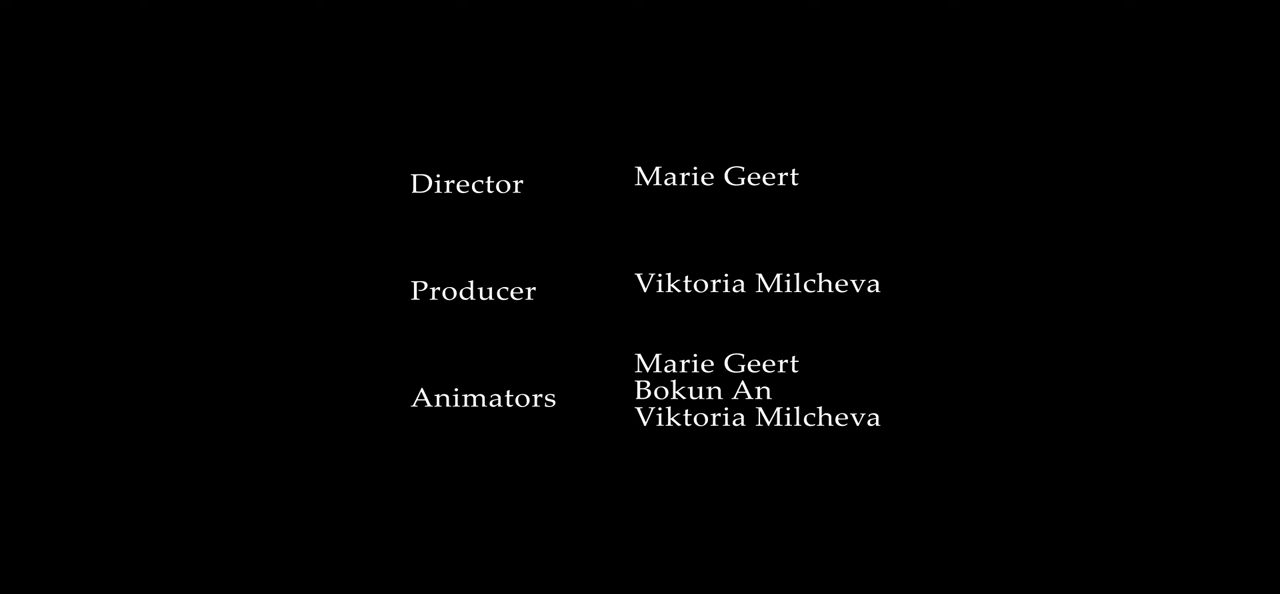 Director Marie Geert
Producer Viktoria Milcheva
Marie Geert
Animators Bokun An
Viktoria Milcheva